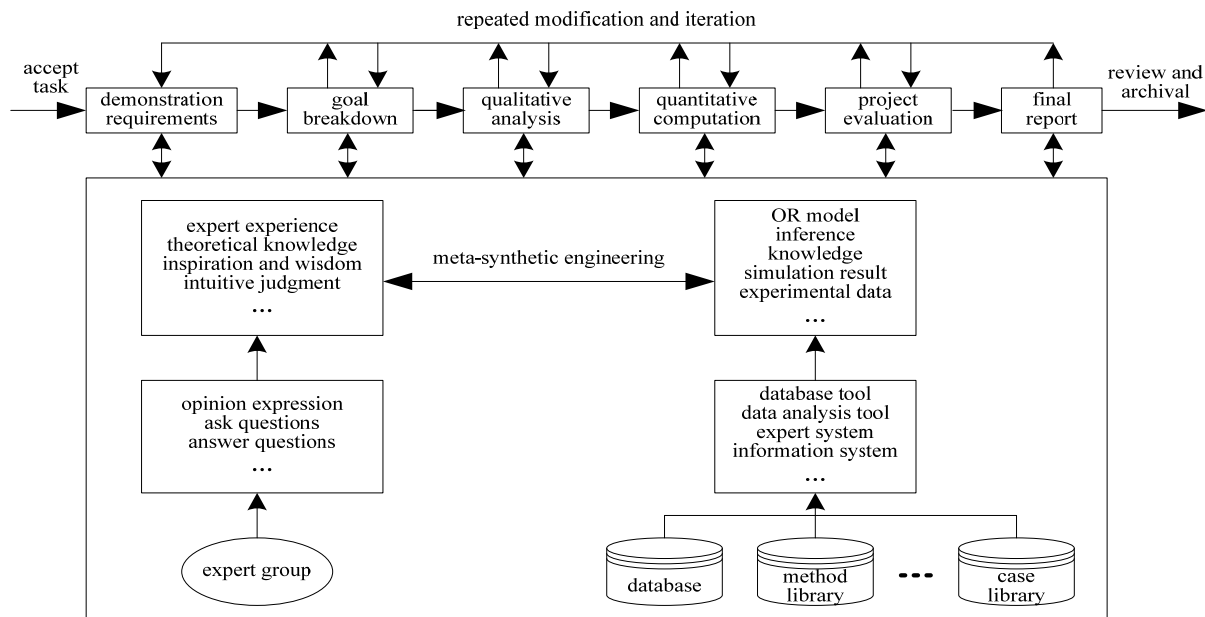 repeated modification and iteration
accept
task
demonstration
requirements
goal
breakdown
qualitative
analysis
quantitative
computation
project
evaluation
final
report
review and
archival
expert experience
theoretical knowledge
inspiration and wisdom
intuitive judgment
...
meta-synthetic engineering
OR model
inference
knowledge
simulation result
experimental data
...
opinion expression
ask questions
answer questions
...
database tool
data analysis tool
expert system
information system
...
expert group
database
method
library
case
library